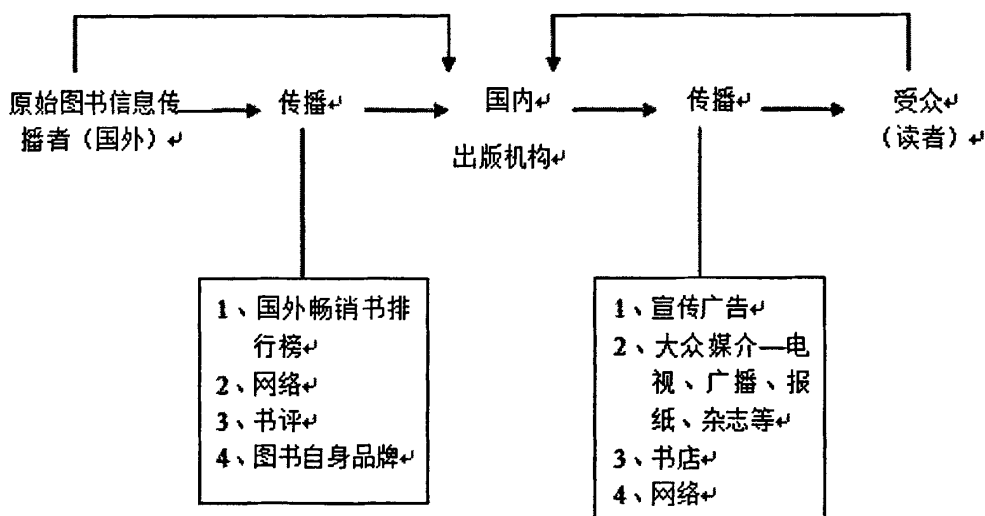 原始图书信息传
播者（国外）
传播
国内
出版机构
传播
受众
（读者）
1、国外畅销书排
行榜
2、网络
3、书评
4、图书自身品牌
1、宣传广告
2、大众媒介—电
视、广播、报
纸、杂志等
3、书店
4、网络